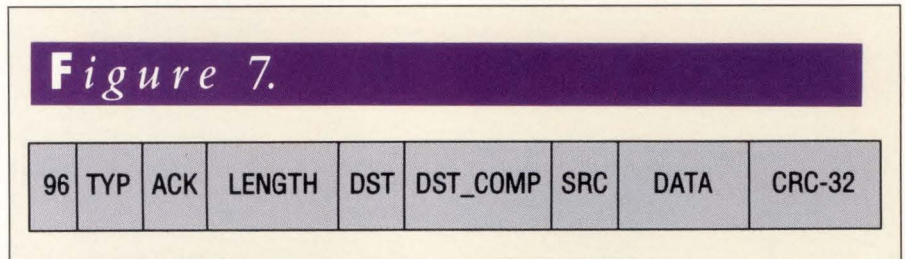 Figure 7.
96 TYP ACK LENGTH DST DST_COMP SRC DATA CRC-32